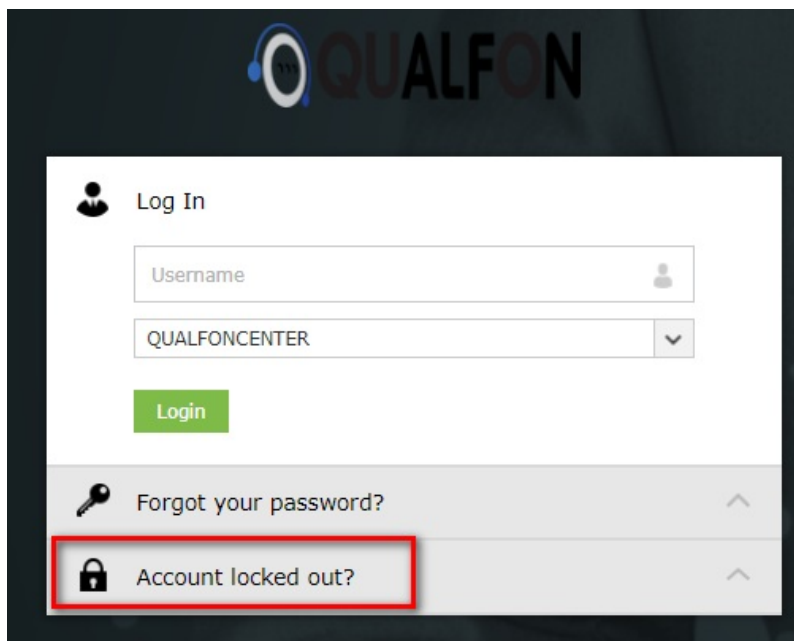 QUALFON
Log In
Username
QUALFONCENTER
Login
Forgot your password?
Account locked out?